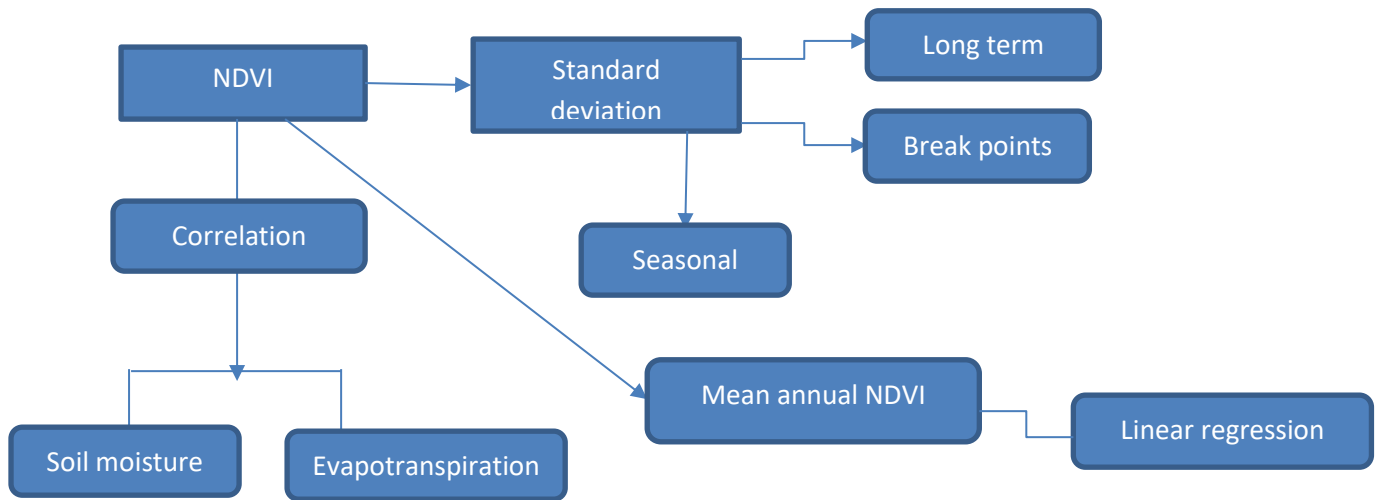 NDVI
Standard
deviation
Long term
Break points
Correlation
Seasonal
Mean annual NDVI
Linear regression
Soil moisture
Evapotranspiration